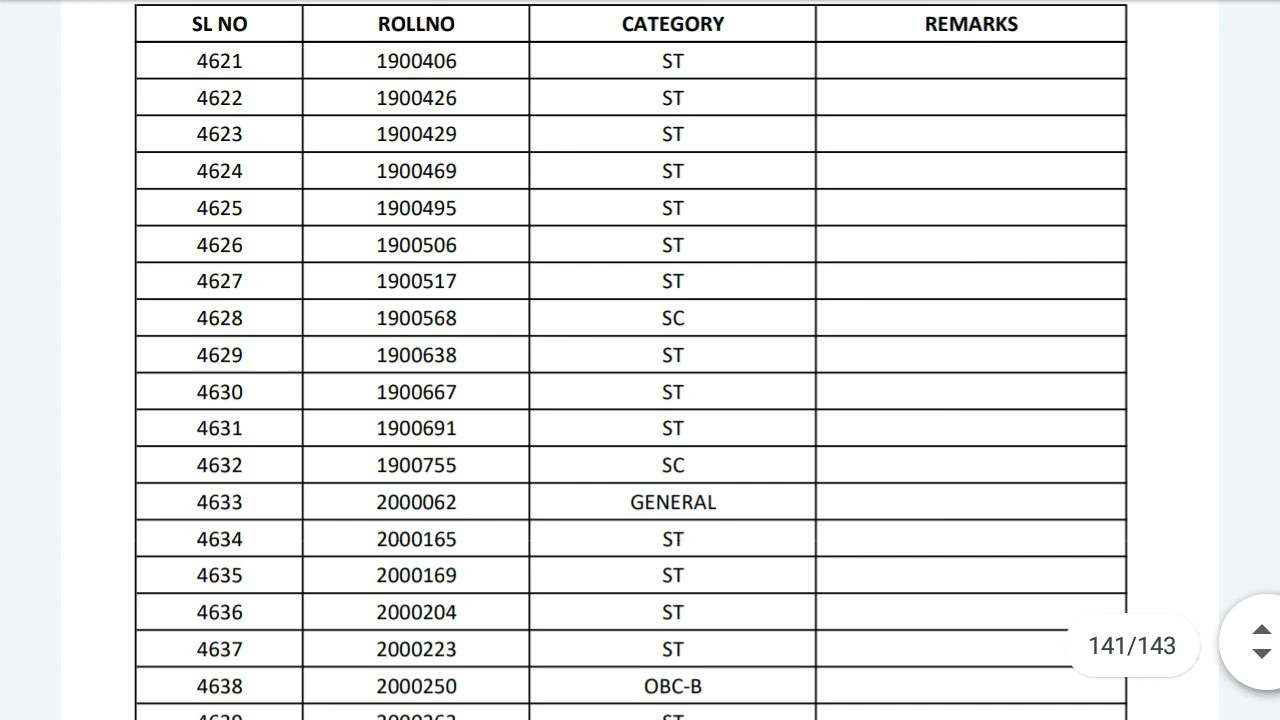 SL NO ROLLNO CATEGORY REMARKS
4621 1900406 ST
4622 1900426 ST
4623 1900429 ST
4624 1900469 ST
4625 1900495 ST
4626 1900506 ST
4627 1900517 ST
4628 1900568 SC
4629 1900638 ST
4630 1900667 ST
4631 1900691 ST
4632 1900755 SC
4633 2000062 GENERAL
4634 2000165 ST
4635 2000169 ST
4636 2000204 ST
4637 2000223 ST
141/143
4638 2000250 OBC-B